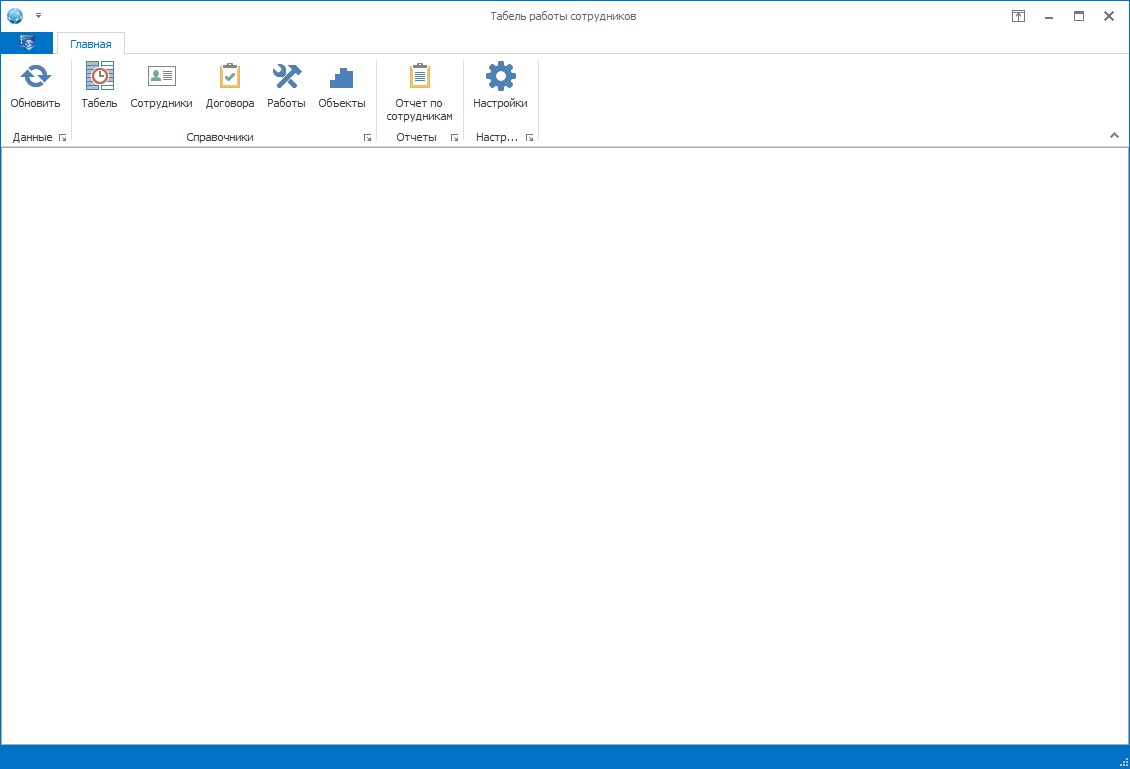 Табель работы сотрудников
Главная
Обновить
Табель
Сотрудники
Договора
Работы
Объекты
Отчет по
сотрудникам
Настройки
Данные
Справочники
Отчеты
Настр...